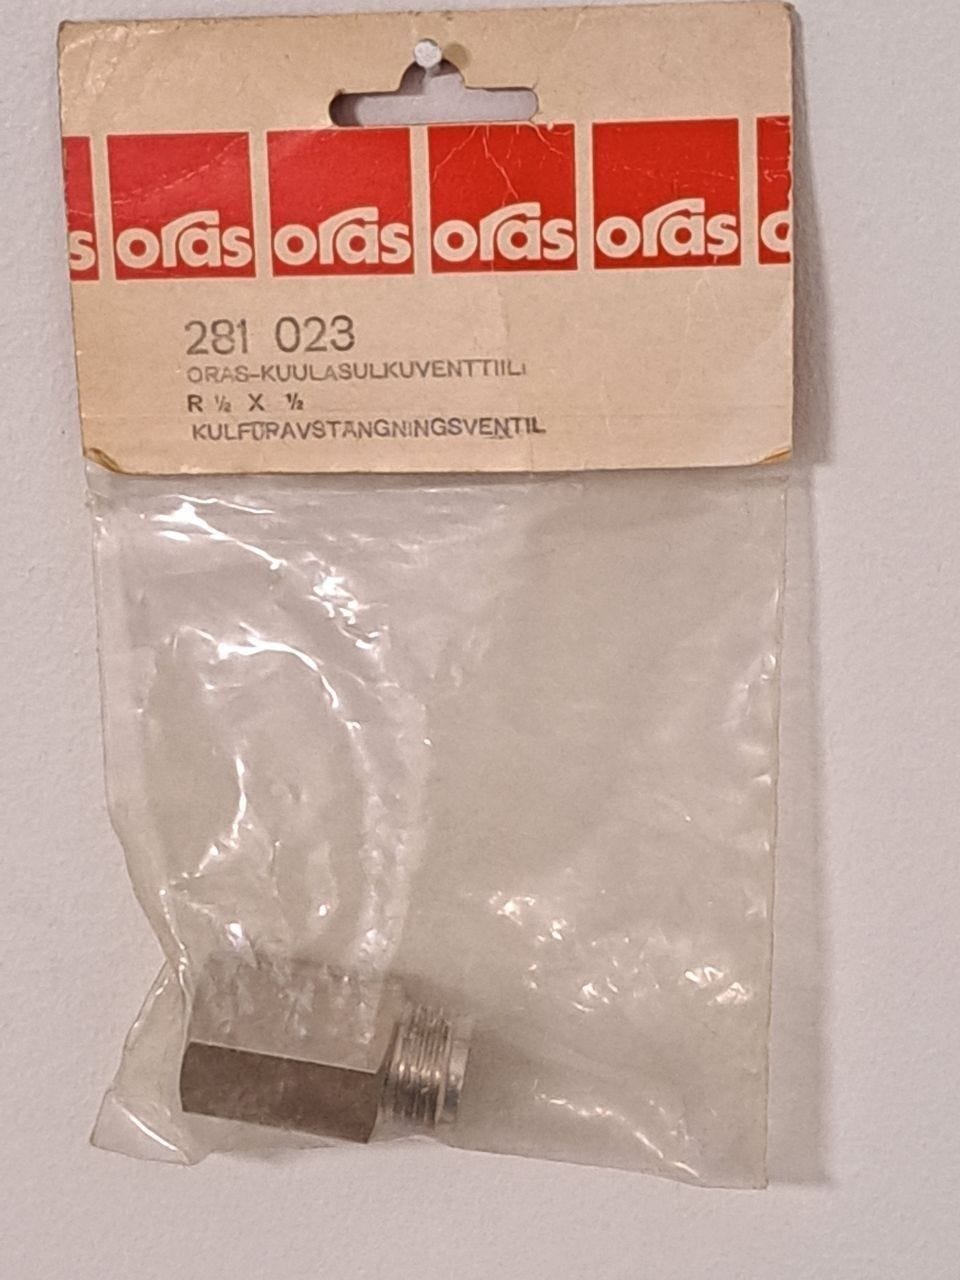 s oras oras oras oras o
281 023
ORAS-KUULASULKUVENTTIILI
R ½ X ½
KULFÖRAVSTÄNGNINGSVENTIL